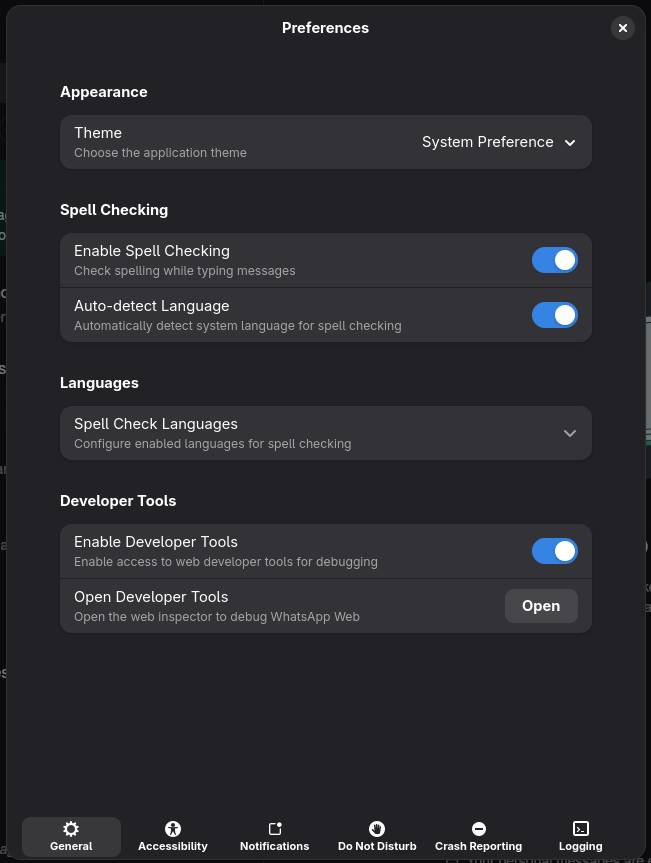 Preferences
Appearance
Theme
Choose the application theme
System Preference
Spell Checking
Enable Spell Checking
Check spelling while typing messages
Auto-detect Language
Automatically detect system language for spell checking
Languages
Spell Check Languages
Configure enabled languages for spell checking
Developer Tools
Enable Developer Tools
Enable access to web developer tools for debugging
Open Developer Tools
Open the web inspector to debug WhatsApp Web
Open
General
Accessibility
Notifications
Do Not Disturb
Crash Reporting
Logging